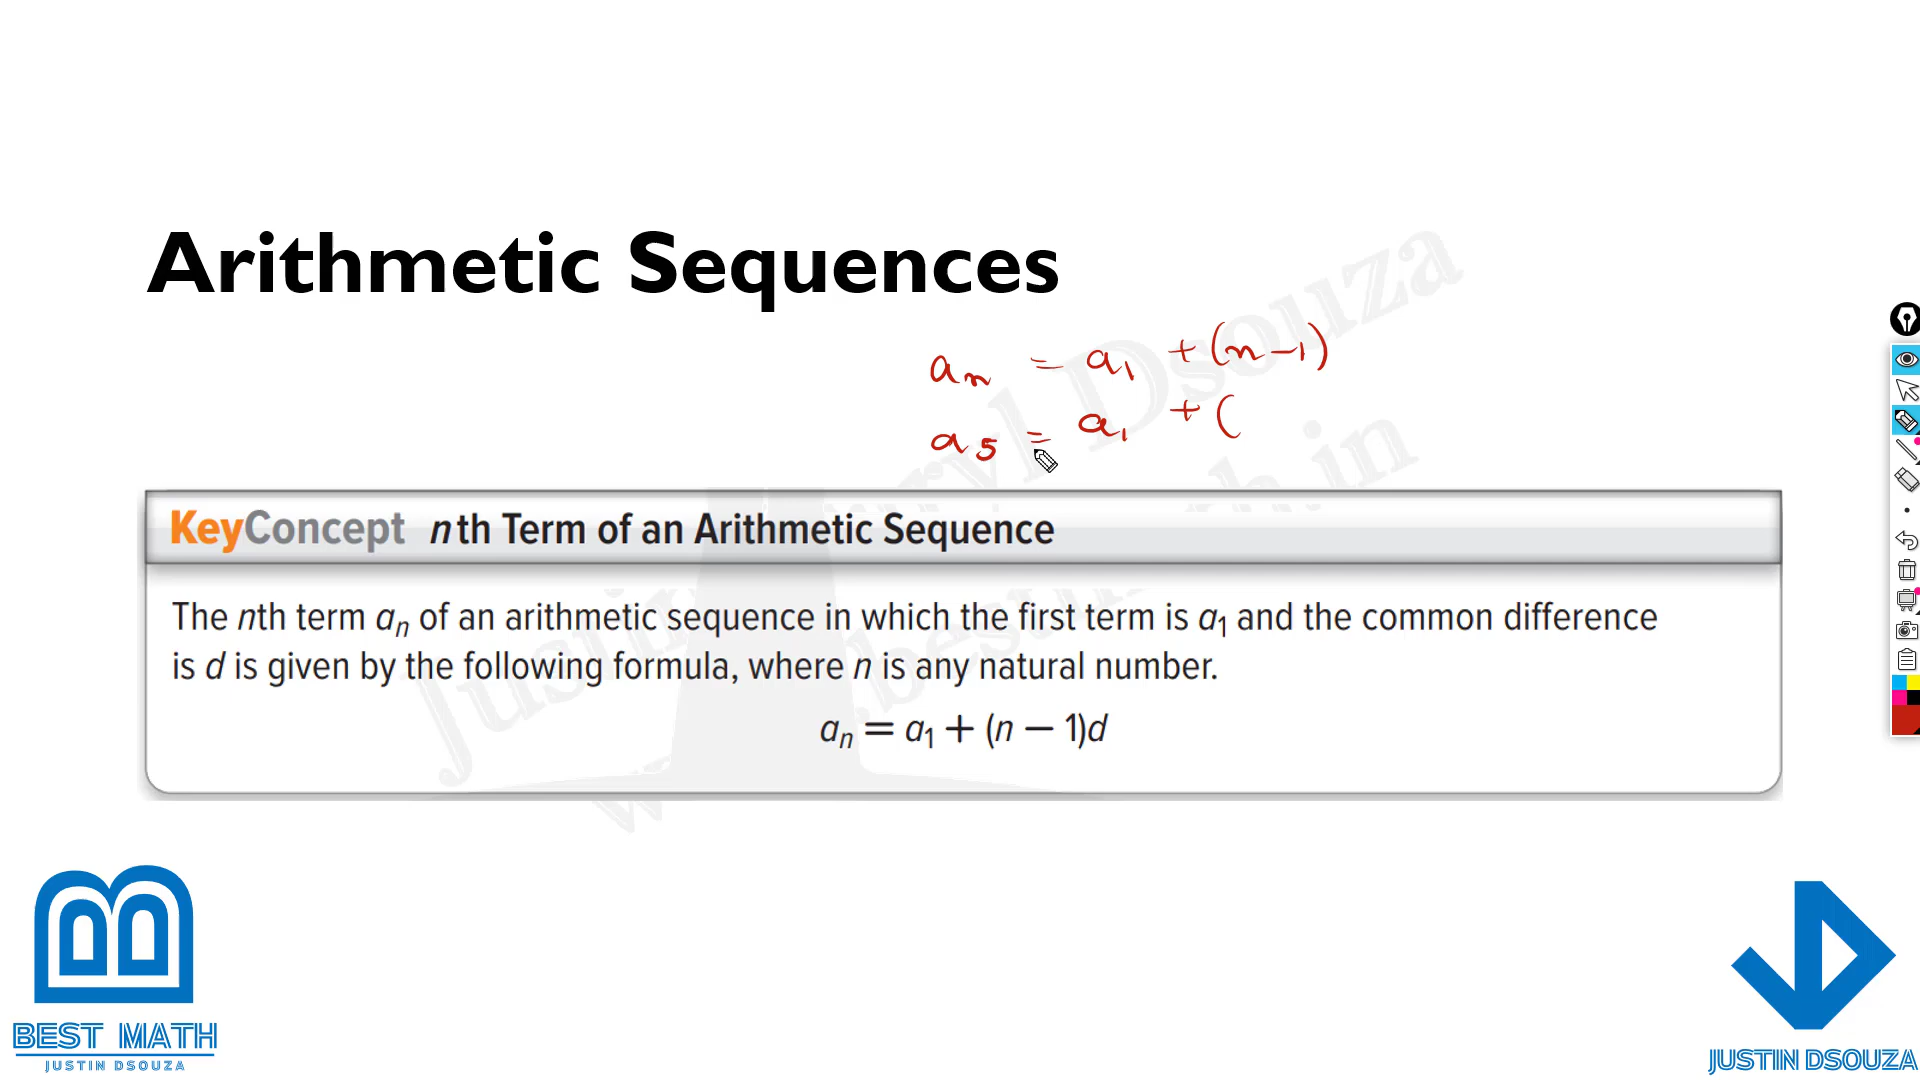 Arithmetic Sequences
aₙ = a₁ + (n-1)
a₅ = a₁ + (
KeyConcept nth Term of an Arithmetic Sequence
The nth term aₙ of an arithmetic sequence in which the first term is a₁ and the common difference
is d is given by the following formula, where n is any natural number.
aₙ = a₁ + (n − 1)d
BEST MATH
JUSTIN DSOUZA
JUSTIN DSOUZA